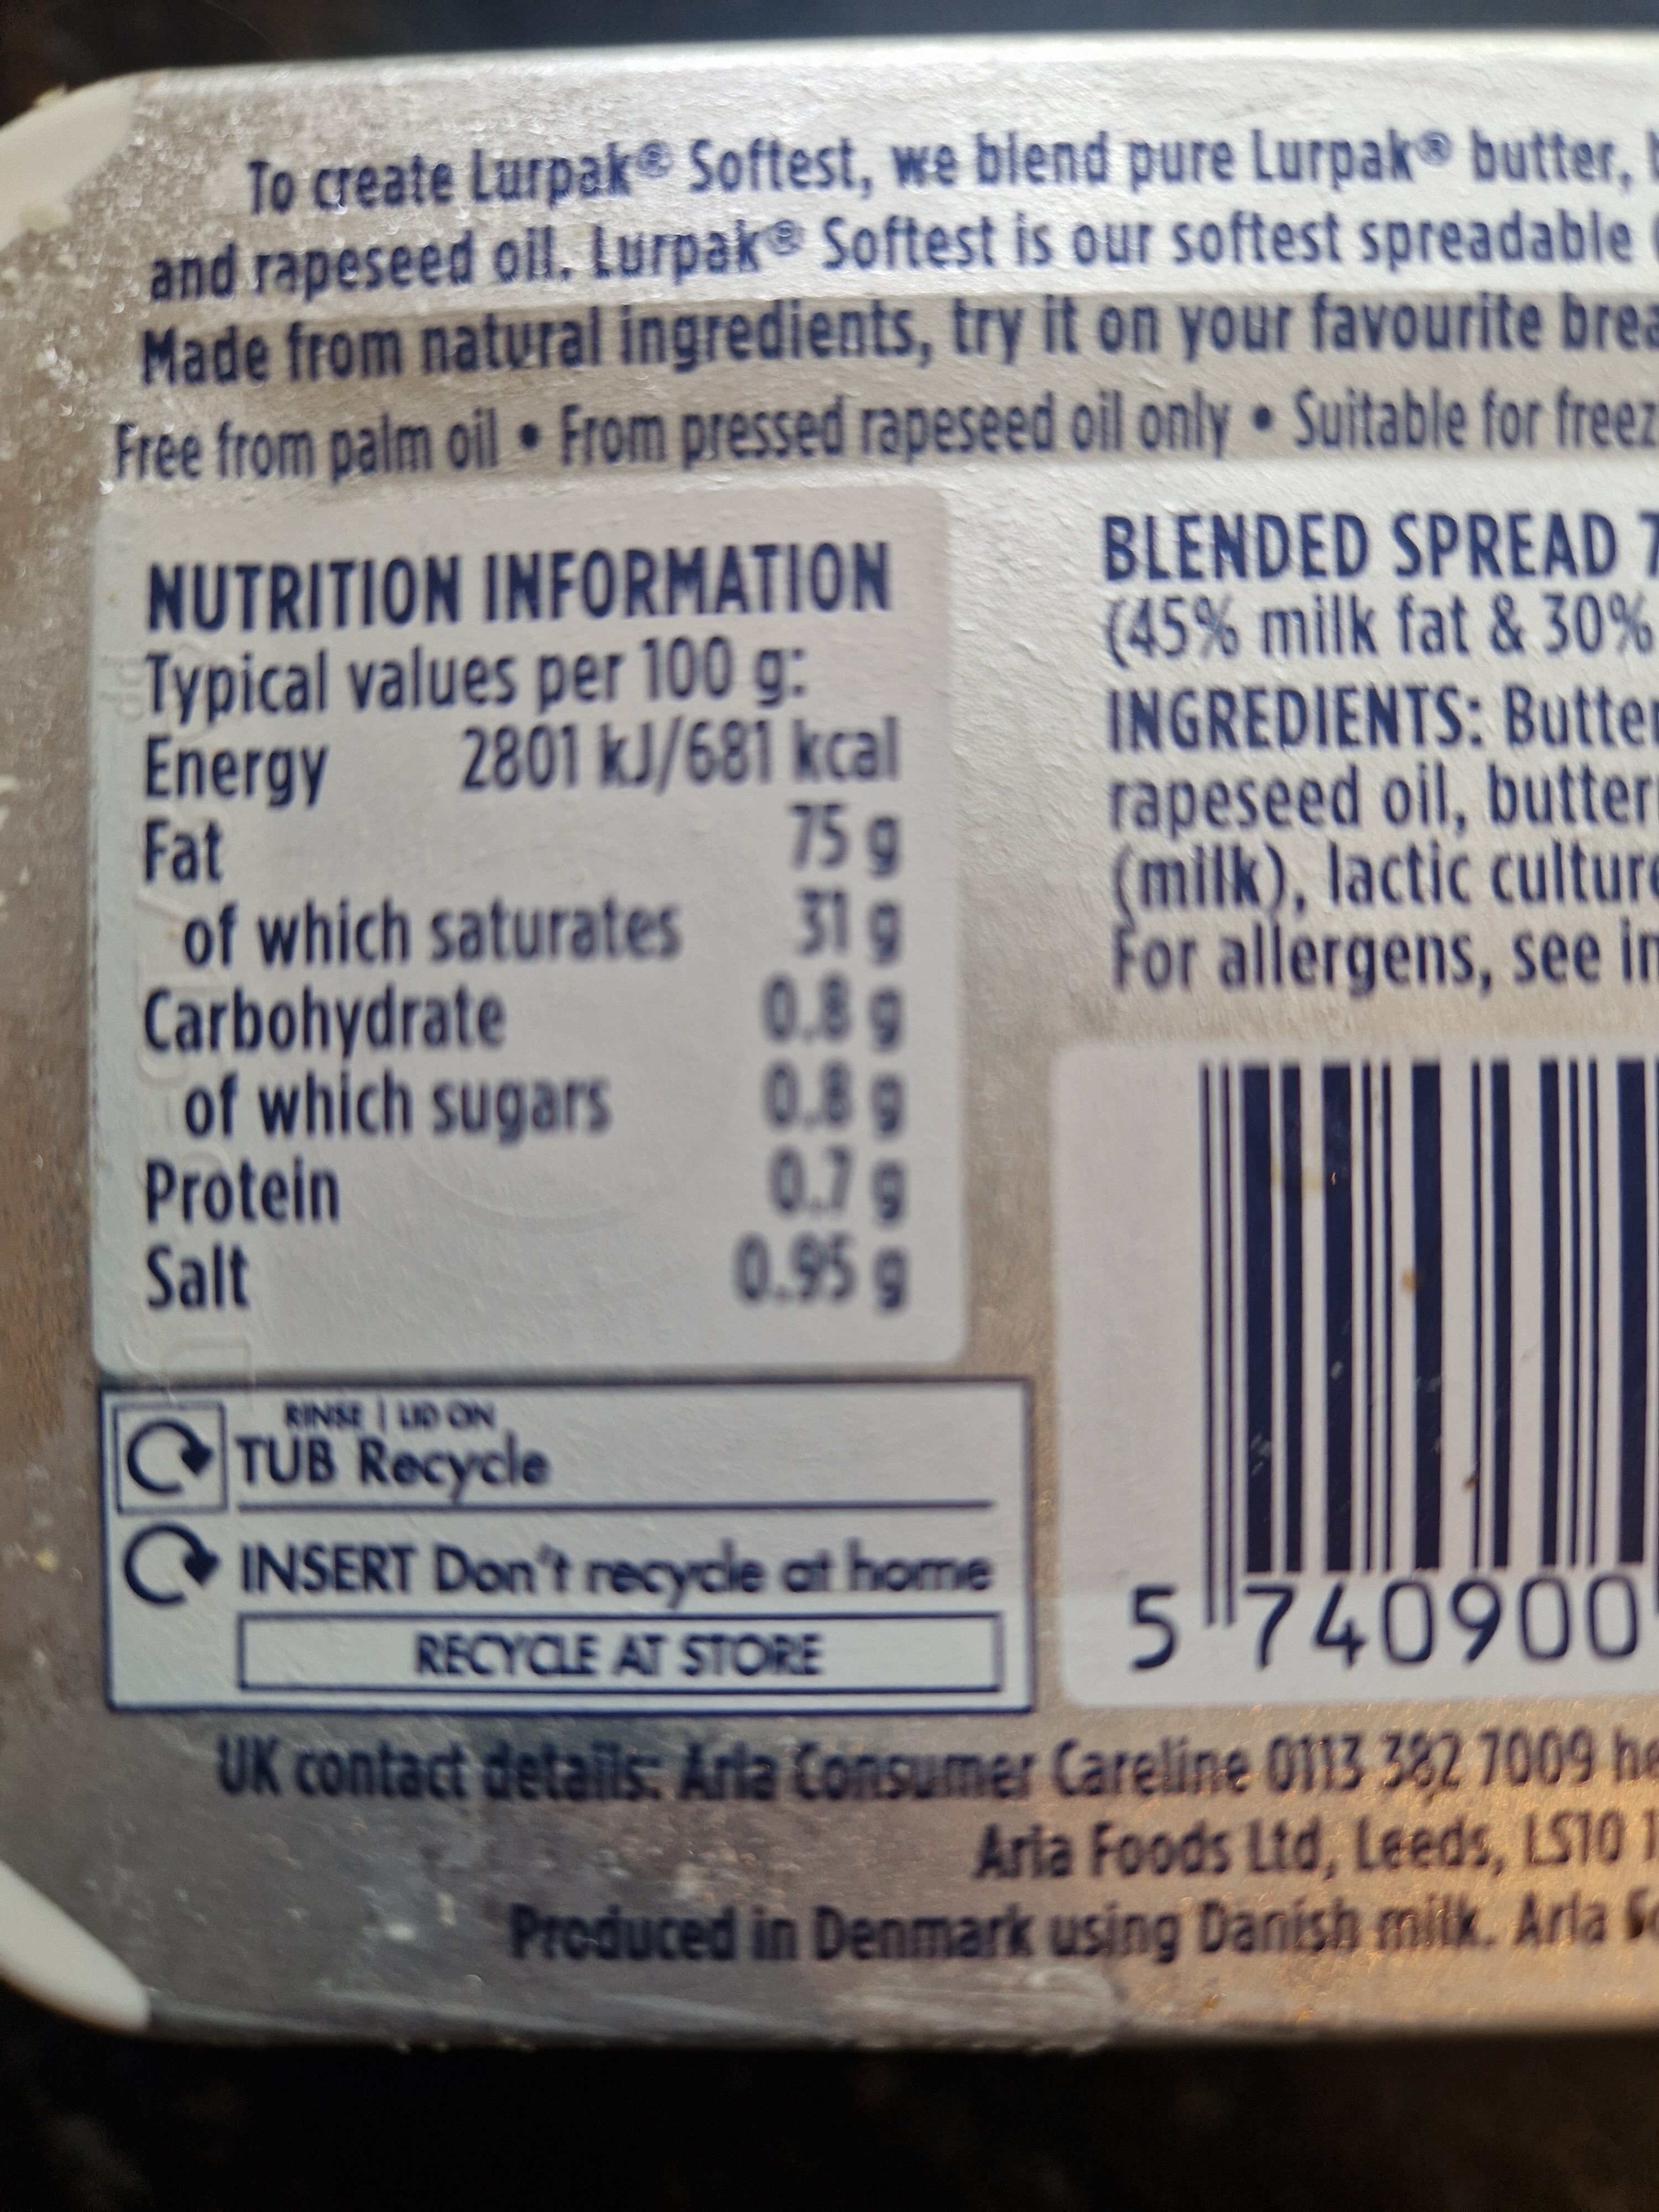 To create Lurpak® Softest, we blend pure Lurpak® butter,
and rapeseed oil. Lurpak® Softest is our softest spreadable
Made from natural ingredients, try it on your favourite brea
Free from palm oil • From pressed rapeseed oil only • Suitable for freez
NUTRITION INFORMATION
Typical values per 100 g:
Energy 2801 kJ/681 kcal
Fat 75 g
of which saturates 31 g
Carbohydrate 0.8 g
of which sugars 0.8 g
Protein 0.7 g
Salt 0.95 g
BLENDED SPREAD 7
(45% milk fat & 30%
INGREDIENTS: Butter
rapeseed oil, butter
(milk), lactic culture
For allergens, see in
RINSE | LID ON
TUB Recycle
INSERT Don't recycle at home
RECYCLE AT STORE
5 740900
UK contact details: Arla Consumer Careline 0113 382 7009 he
Arla Foods Ltd, Leeds, LS10 1
Produced in Denmark using Danish milk. Arla Fo